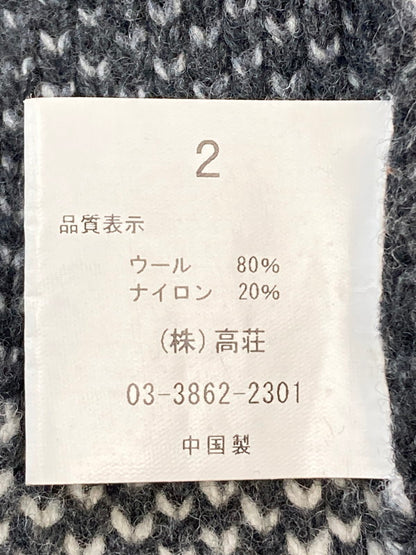 2
品質表示
ウール 80%
ナイロン 20%
(株)高荘
03-3862-2301
中国製